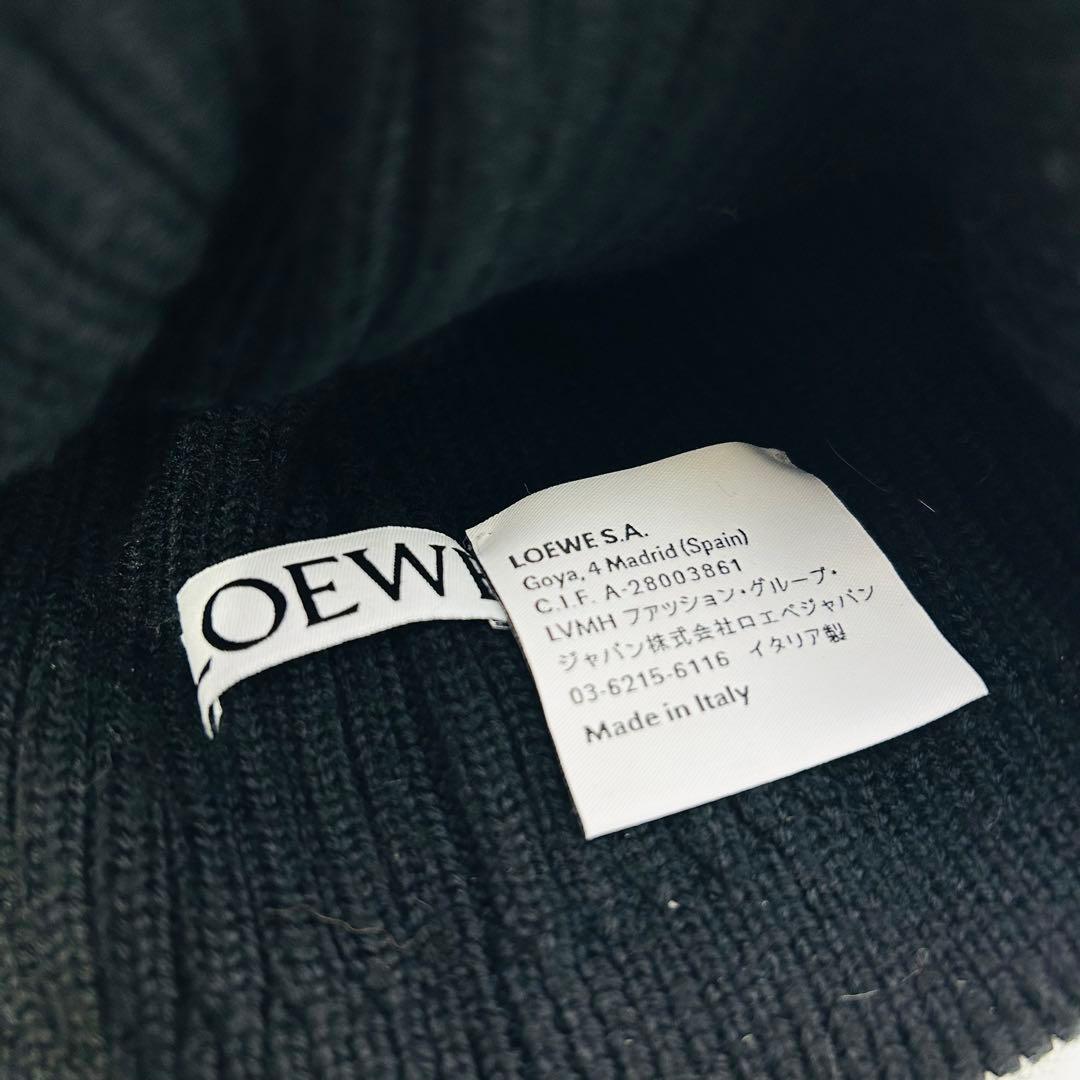 OEWE
LOEWE S.A.
Goya, 4 Madrid (Spain)
C.I.F. A-28003861
LVMH ファッション・グループ・
ジャパン株式会社ロエベジャパン
03-6215-6116 イタリア製
Made in Italy